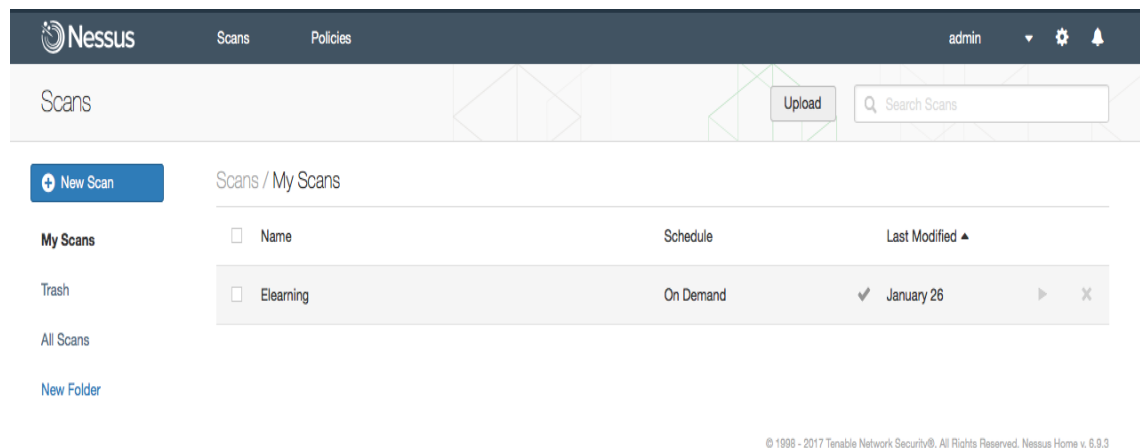 Nessus Scans Policies admin
Scans Upload Search Scans
New Scan Scans / My Scans
My Scans Name Schedule Last Modified
Trash Elearning On Demand January 26
All Scans
New Folder
© 1998 - 2017 Tenable Network Security®. All Rights Reserved. Nessus Home v. 6.9.3